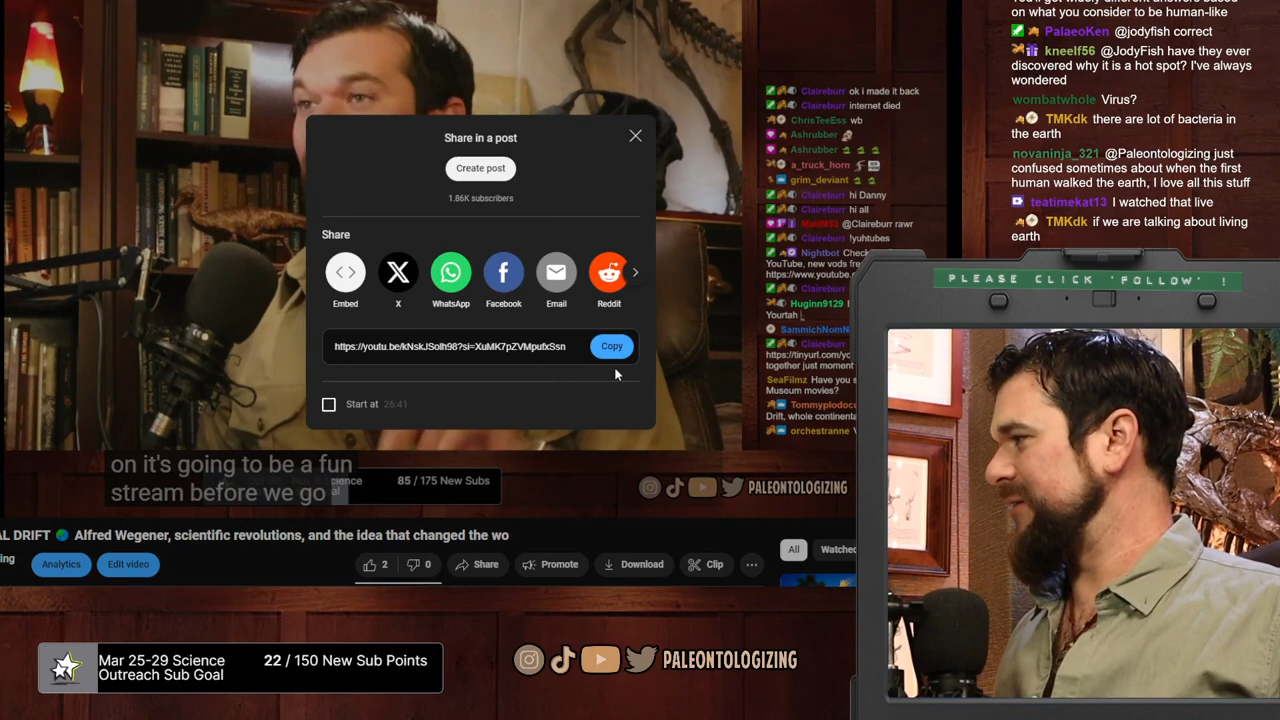 Share in a post
Create post
1.86K subscribers
Share
Embed
X
WhatsApp
Facebook
Email
Reddit
https://youtu.be/kNskJSolh98?si=XuMK7pZVMpufxSsn
Copy
Start at 26:41
Claireburr ok i made it back
Claireburr internet died
ChrisTeeEss wb
Ashrubber
Ashrubber
a_truck_horn
grim_deviant
Claireburr hi Danny
Claireburr hi all
@Claireburr rawr
Claireburr !yuhtubes
Nightbot Check
YouTube, new vods fre
https://www.youtube.
Claireburr
Huginn9129
Yourtah
SammichNomN
Claireburr
https://tinyurl.com/yo
together just moment
SeaFilmz Have you s
Museum movies?
Tommyplodocu
Drift, whole continenta
orchestranne
on what you consider to be human-like
PalaeoKen @jodyfish correct
kneelf56 @JodyFish have they ever
discovered why it is a hot spot? I've always
wondered
wombatwhole Virus?
TMKdk there are lot of bacteria in
the earth
novaninja_321 @Paleontologizing just
confused sometimes about when the first
human walked the earth, I love all this stuff
teatimekat13 I watched that live
TMKdk if we are talking about living
earth
PLEASE CLICK 'FOLLOW' !
on it's going to be a fun
stream before we go
85 / 175 New Subs
PALEONTOLOGIZING
AL DRIFT Alfred Wegener, scientific revolutions, and the idea that changed the wo
ing
Analytics
Edit video
2
0
Share
Promote
Download
Clip
All
Watched
Mar 25-29 Science
Outreach Sub Goal
22 / 150 New Sub Points
PALEONTOLOGIZING